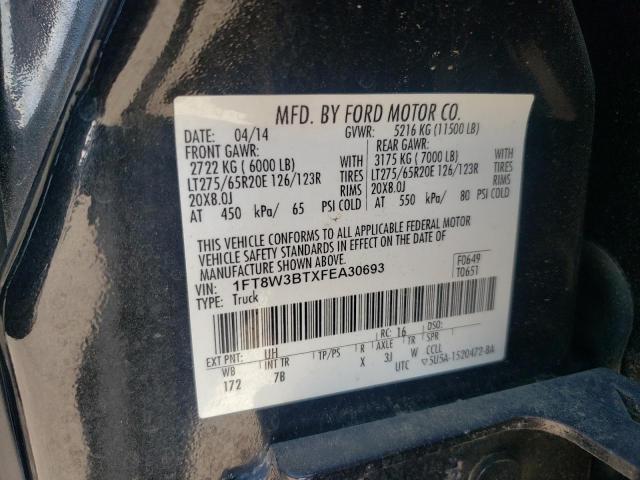 MFD. BY FORD MOTOR CO.
DATE: 04/14 GVWR: 5216 KG (11500 LB)
FRONT GAWR: REAR GAWR:
2722 KG ( 6000 LB) WITH 3175 KG ( 7000 LB) WITH
LT275/65R20E 126/123R TIRES LT275/65R20E 126/123R TIRES
20X8.0J RIMS 20X8.0J RIMS
AT 450 kPa/ 65 PSI COLD AT 550 kPa/ 80 PSI COLD
THIS VEHICLE CONFORMS TO ALL APPLICABLE FEDERAL MOTOR
VEHICLE SAFETY STANDARDS IN EFFECT ON THE DATE OF
MANUFACTURE SHOWN ABOVE.
VIN: 1FT8W3BTXFEA30693 F0649
TYPE: Truck T0651
RC: 16 DSO:
EXT PNT: UH
WB INT TR TP/PS R AXLE TR SPR
172 7B X 3J W CCLL
UTC ▽5U5A-1520472-BA